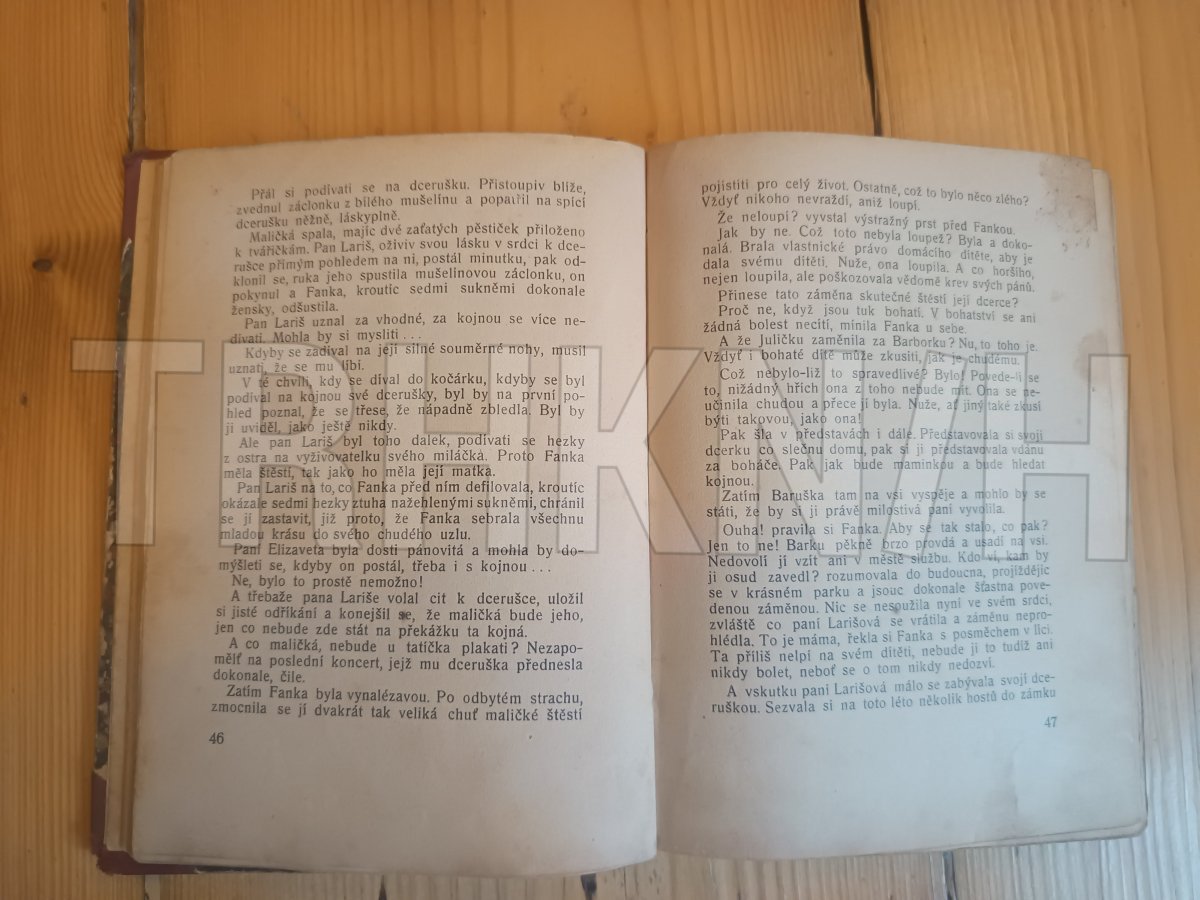 Přál si podívati se na dcerušku. Přistoupiv blíže,
zvednul záclonku z bílého mušelínu a popatřil na spící
dcerušku něžně, láskyplně.
Maličká spala, majíc dvé zaťatých pěstiček přiloženo
k tvářičkám. Pan Lariš, oživiv svou lásku v srdci k dce-
rušce přímým pohledem na ni, postál minutku, pak od-
klonil se, ruka jeho spustila mušelínovou záclonku, on
pokynul a Fanka, kroutíc sedmi sukněmi dokonale
žensky, odšustila.
Pan Lariš uznal za vhodné, za kojnou se více ne-
dívati. Mohla by si mysliti . . .
Kdyby se zadíval na její silné souměrné nohy, musil
uznati, že se mu líbí.
V té chvíli, kdy se díval do kočárku, kdyby se byl
podíval na kojnou své dcerušky, byl by na první po-
hled poznal, že se třese, že nápadně zbledla. Byl by
ji uviděl, jako ještě nikdy.
Ale pan Lariš byl toho dalek, podívati se hezky
z ostra na vyživovatelku svého miláčka. Proto Fanka
měla štěstí, tak jako ho měla její matka.
Pan Lariš na to, co Fanka před ním defilovala, kroutíc
okázale sedmi hezky ztuha nažehlenými sukněmi, chránil
se jí zastavit, již proto, že Fanka sebrala všechnu
mladou krásu do svého chudého uzlu.
Paní Elizaveta byla dosti panovitá a mohla by do-
mýšleti se, kdyby on postál, třeba i s kojnou . . .
Ne, bylo to prostě nemožno!
A třebaže pana Lariše volal cit k dcerušce, uložil
si jisté odříkání a konejšil se, že maličká bude jeho,
jen co nebude zde stát na překážku ta kojná.
A co maličká, nebude u tatíčka plakati? Nezapo-
mělť na poslední koncert, jejž mu dceruška přednesla
dokonale, čile.
Zatím Fanka byla vynalézavou. Po odbytém strachu,
zmocnila se jí dvakrát tak veliká chuť maličké štěstí
46
pojistiti pro celý život. Ostatně, což to bylo něco zlého?
Vždyť nikoho nevraždí, aniž loupí.
Že neloupí? vyvstal výstražný prst před Fankou.
Jak by ne. Což toto nebyla loupež? Byla a doko-
nalá. Brala vlastnické právo domácího dítěte, aby je
dala svému dítěti. Nuže, ona loupila. A co horšího,
nejen loupila, ale poškozovala vědomě krev svých pánů.
Přinese tato záměna skutečné štěstí její dcerce?
Proč ne, když jsou tuk bohatí. V bohatství se ani
žádná bolest necítí, mínila Fanka u sebe.
A že Juličku zaměnila za Barborku? Nu, to toho je.
Vždyť i bohaté dítě může zkusiti, jak je chudému.
Což nebylo-liž to spravedlivé? Bylo! Povede-li se
to, nižádný hřích ona z toho nebude mít. Ona se ne-
učinila chudou a přece jí byla. Nuže, ať jiný také zkusí
býti takovou, jako ona!
Pak šla v představách i dále. Představovala si svoji
dcerku co slečnu domu, pak si ji představovala vdánu
za boháče. Pak jak bude maminkou a bude hledat
kojnou.
Zatím Baruška tam na vsi vyspěje a mohlo by se
státi, že by si ji právě milostivá paní vyvolila.
Ouha! pravila si Fanka. Aby se tak stalo, co pak?
Jen to ne! Barku pěkně brzo provdá a usadí na vsi.
Nedovolí jí vzít ani v městě službu. Kdo ví, kam by
ji osud zavedl? rozumovala do budoucna, projíždějíc
se v krásném parku a jsouc dokonale šťastna pove-
denou záměnou. Nic se nespoužila nyní ve svém srdci,
zvláště co paní Larišová se vrátila a záměnu nepro-
hlédla. To je máma, řekla si Fanka s posměchem v líci.
Ta příliš nelpí na svém dítěti, nebude ji to tudíž ani
nikdy bolet, neboť se o tom nikdy nedozví.
A vskutku paní Larišová málo se zabývala svojí dce-
ruškou. Sezvala si na toto léto několik hostů do zámku
47
TRHKNIH